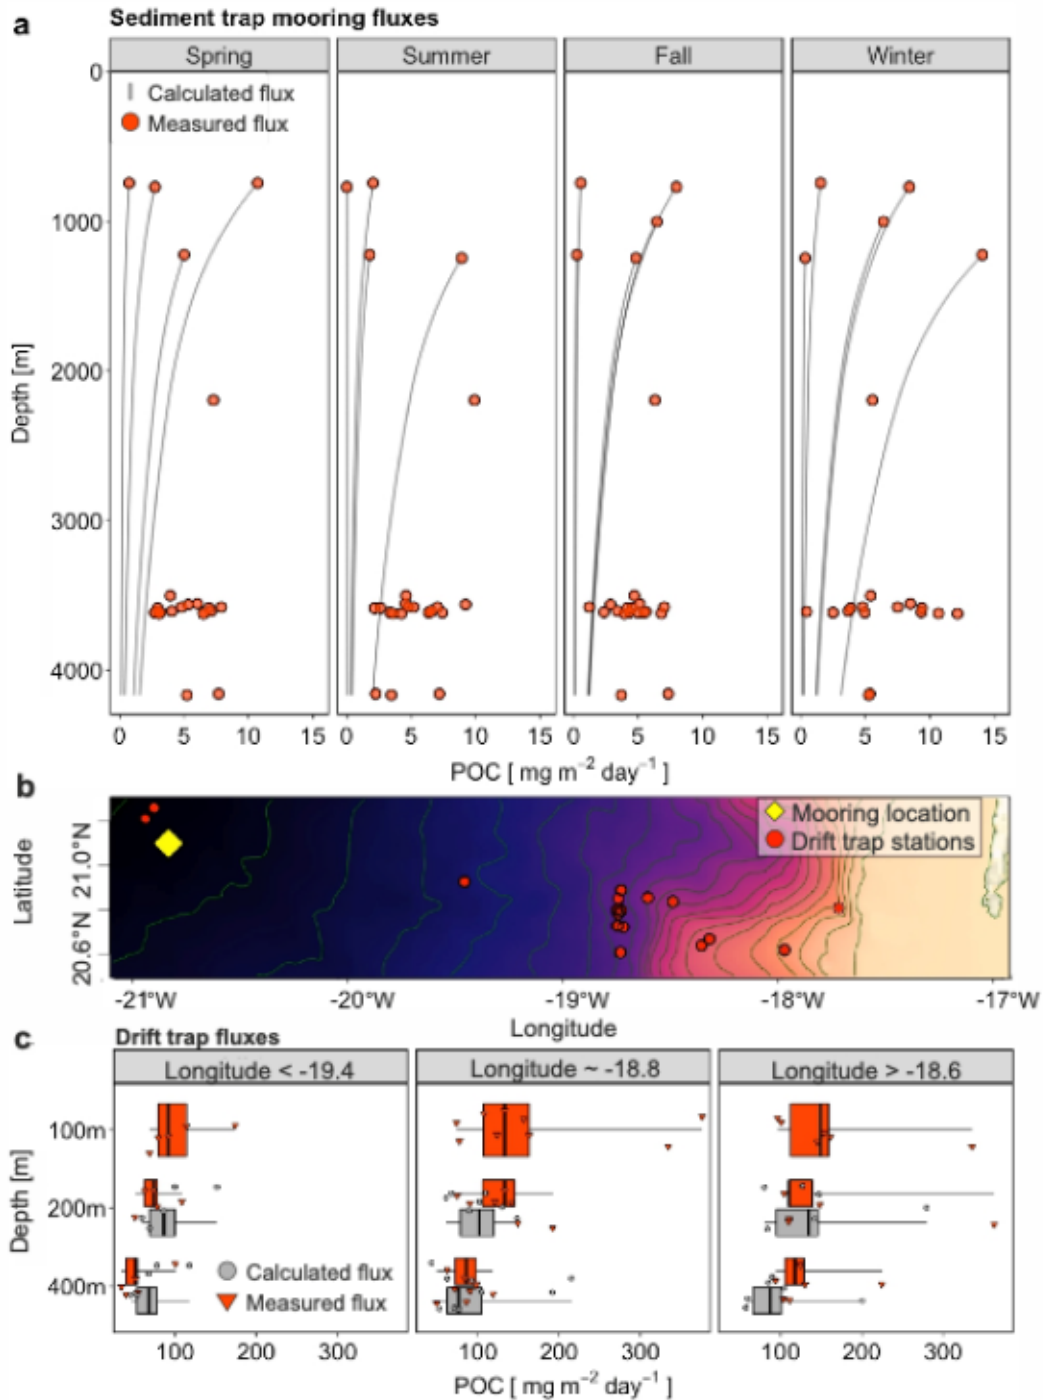 a
Sediment trap mooring fluxes
Spring
Summer
Fall
Winter
Calculated flux
Measured flux
0
1000
2000
3000
4000
Depth [m]
0 5 10 15
0 5 10 15
0 5 10 15
0 5 10 15
POC [ mg m⁻² day⁻¹ ]
b
Mooring location
Drift trap stations
Latitude
21.0°N
20.6°N
-21°W
-20°W
-19°W
-18°W
-17°W
Longitude
c
Drift trap fluxes
Longitude < -19.4
Longitude ~ -18.8
Longitude > -18.6
100m
200m
400m
Depth [m]
Calculated flux
Measured flux
100 200 300
100 200 300
100 200 300
POC [ mg m⁻² day⁻¹ ]